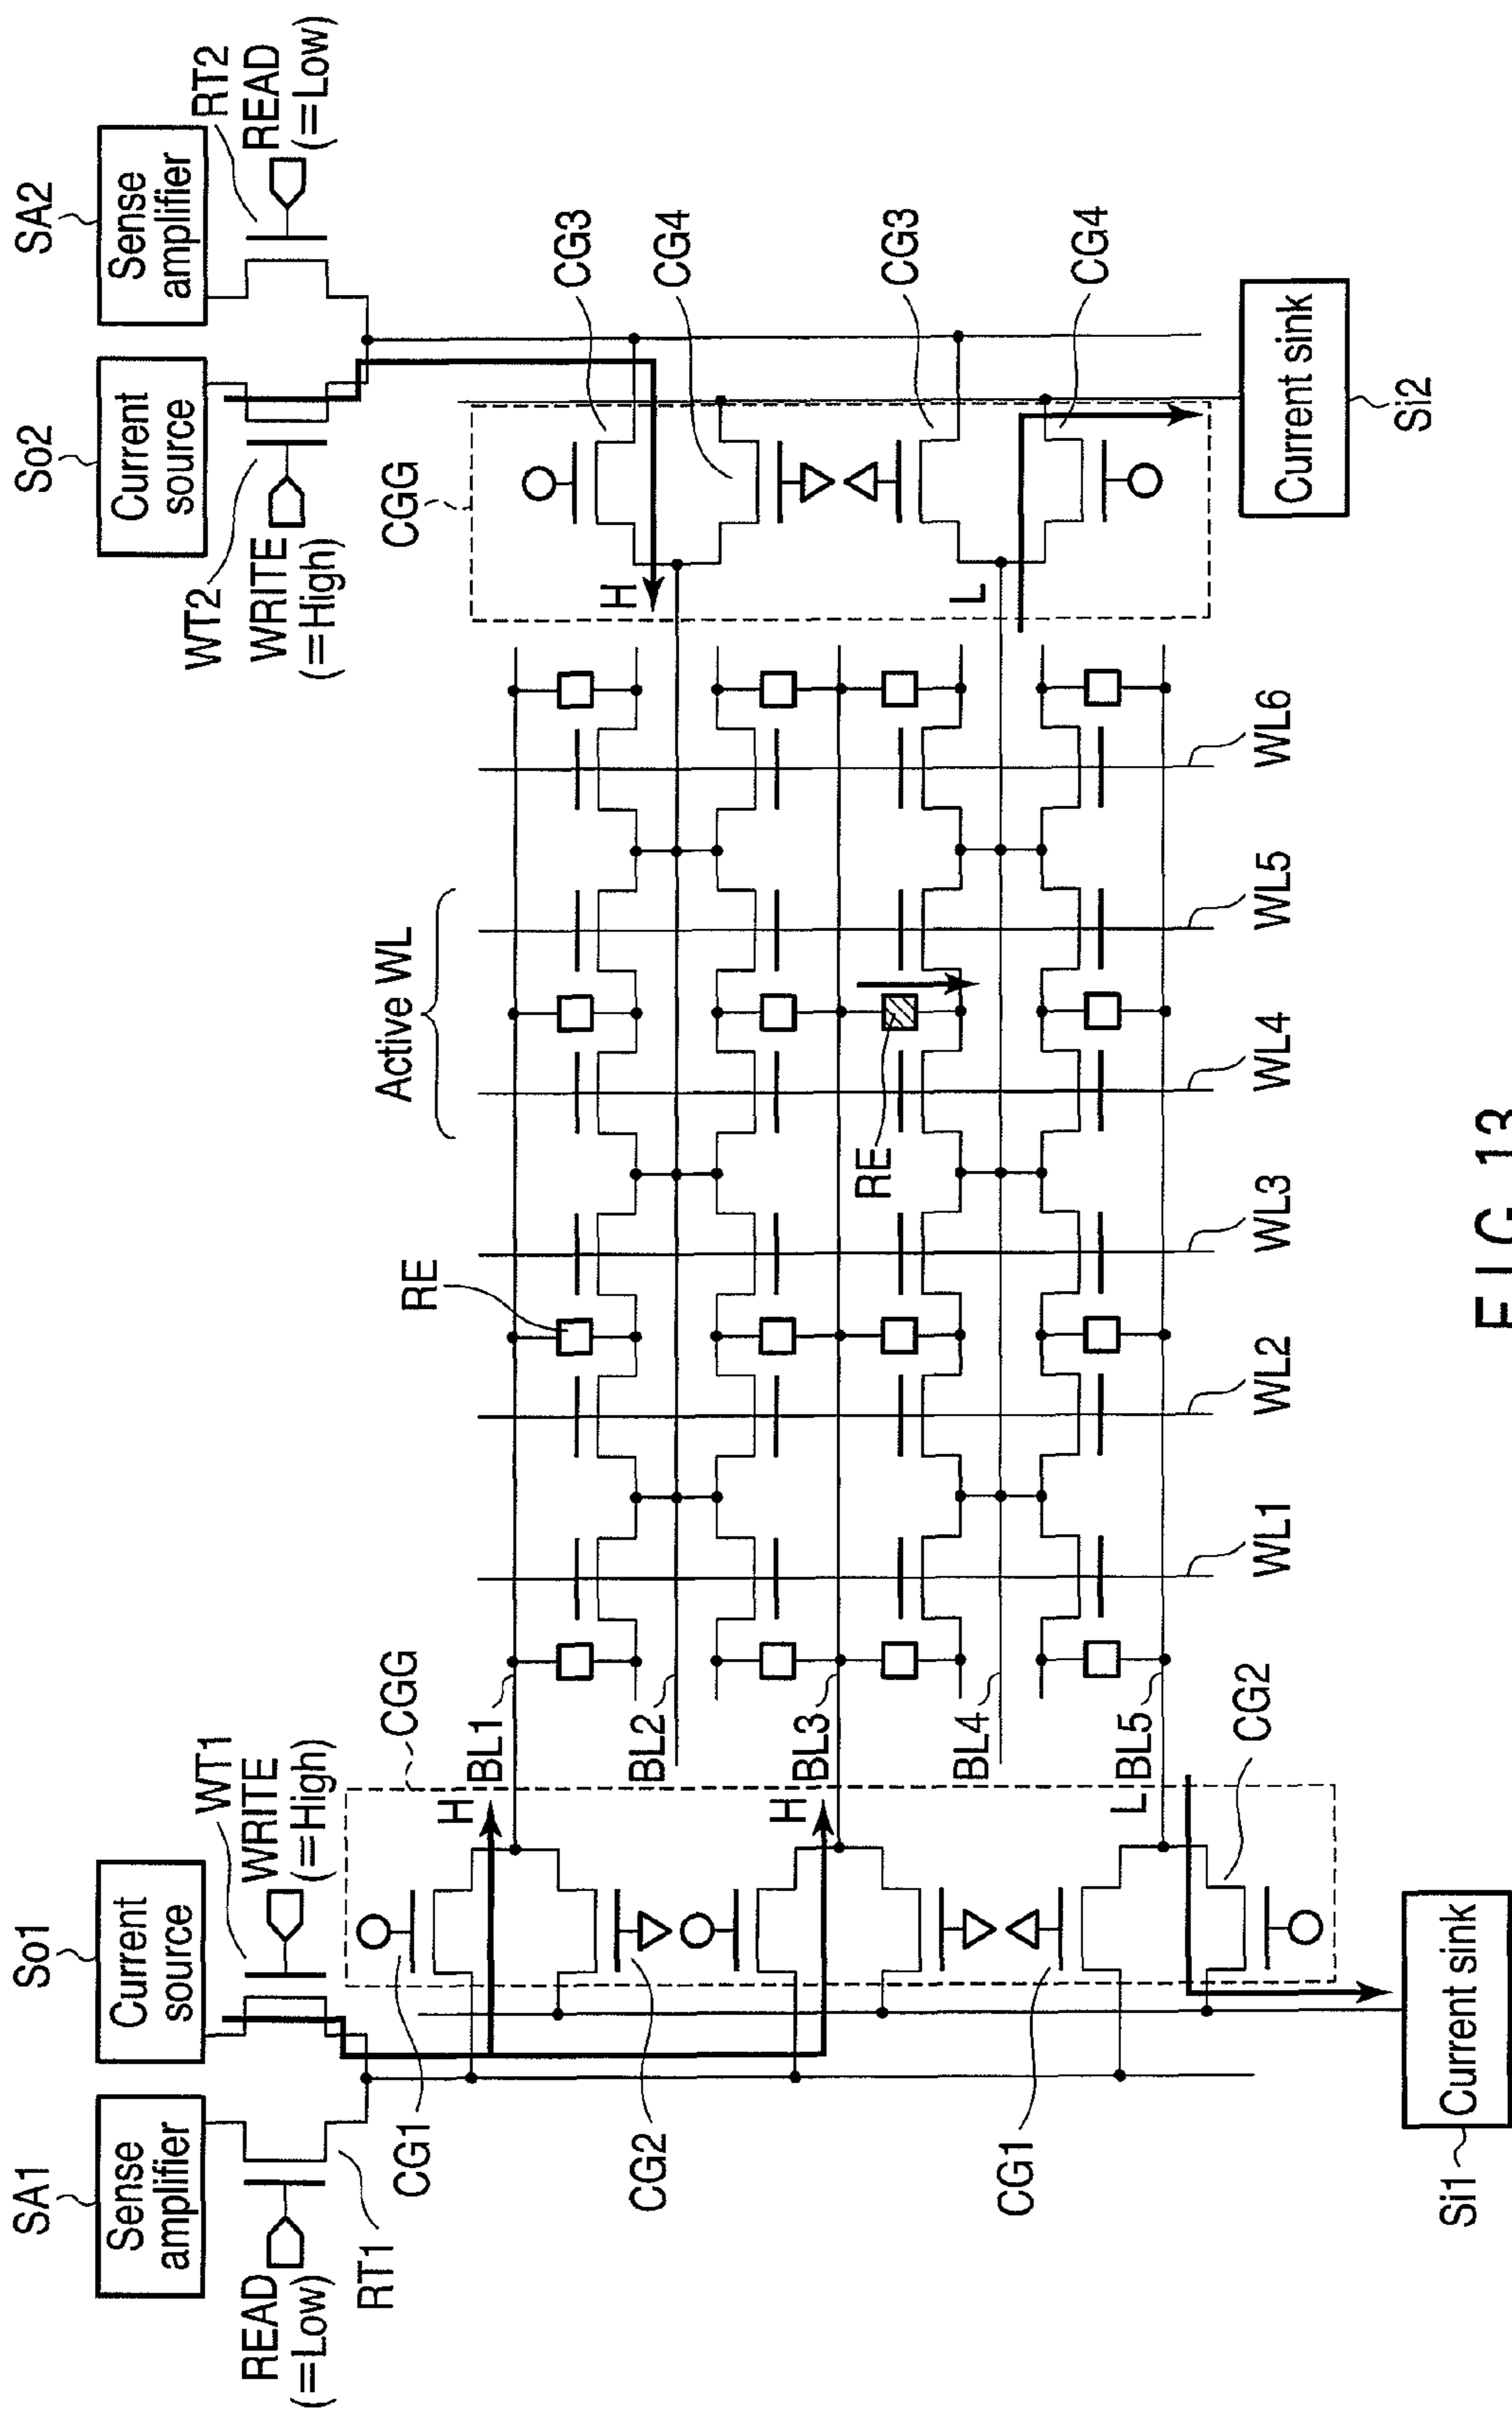 SA1
So1
So2
SA2
Sense
amplifier
Current
source
Current
source
Sense
amplifier
READ
(=Low)
RT1
WT1
WRITE
(=High)
WT2
WRITE
(=High)
RT2
READ
(=Low)
CGG
Active WL
CGG
CG1
H
BL1
RE
H
CG3
CG2
BL2
CG4
H
BL3
RE
L
CG3
CG1
BL4
CG4
L
BL5
CG2
WL1
WL2
WL3
WL4
WL5
WL6
Current sink
Si1
Current sink
Si2
FIG. 13